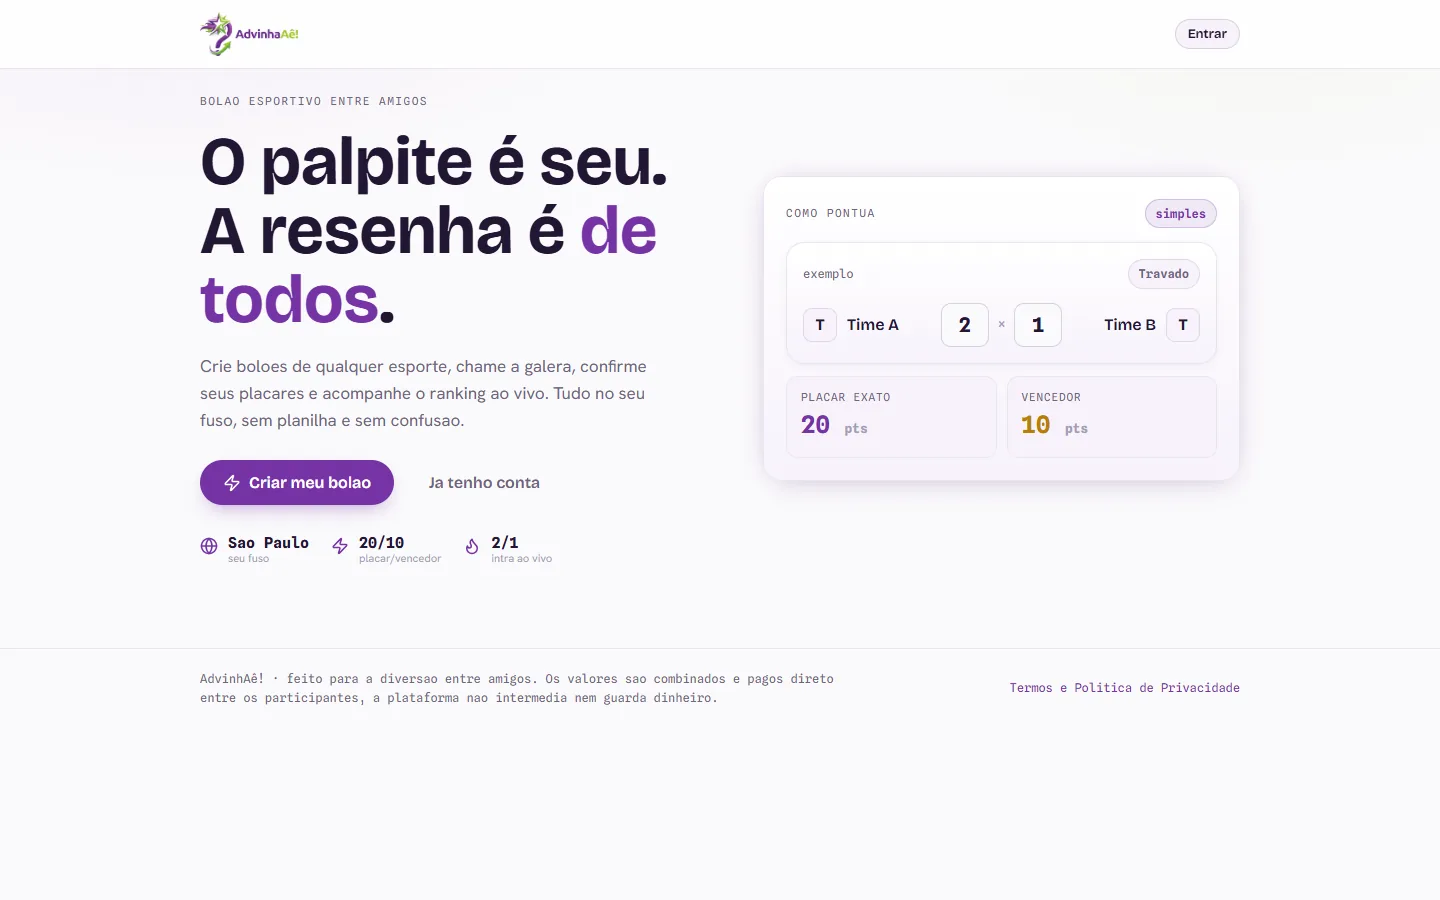 AdvinhaAê!
Entrar
BOLAO ESPORTIVO ENTRE AMIGOS
O palpite é seu.
A resenha é de
todos.
Crie boloes de qualquer esporte, chame a galera, confirme
seus placares e acompanhe o ranking ao vivo. Tudo no seu
fuso, sem planilha e sem confusao.
Criar meu bolao
Ja tenho conta
Sao Paulo
seu fuso
20/10
placar/vencedor
2/1
intra ao vivo
COMO PONTUA
simples
exemplo
Travado
T Time A 2 × 1 Time B T
PLACAR EXATO
20 pts
VENCEDOR
10 pts
AdvinhAê! · feito para a diversao entre amigos. Os valores sao combinados e pagos direto
entre os participantes, a plataforma nao intermedia nem guarda dinheiro.
Termos e Politica de Privacidade